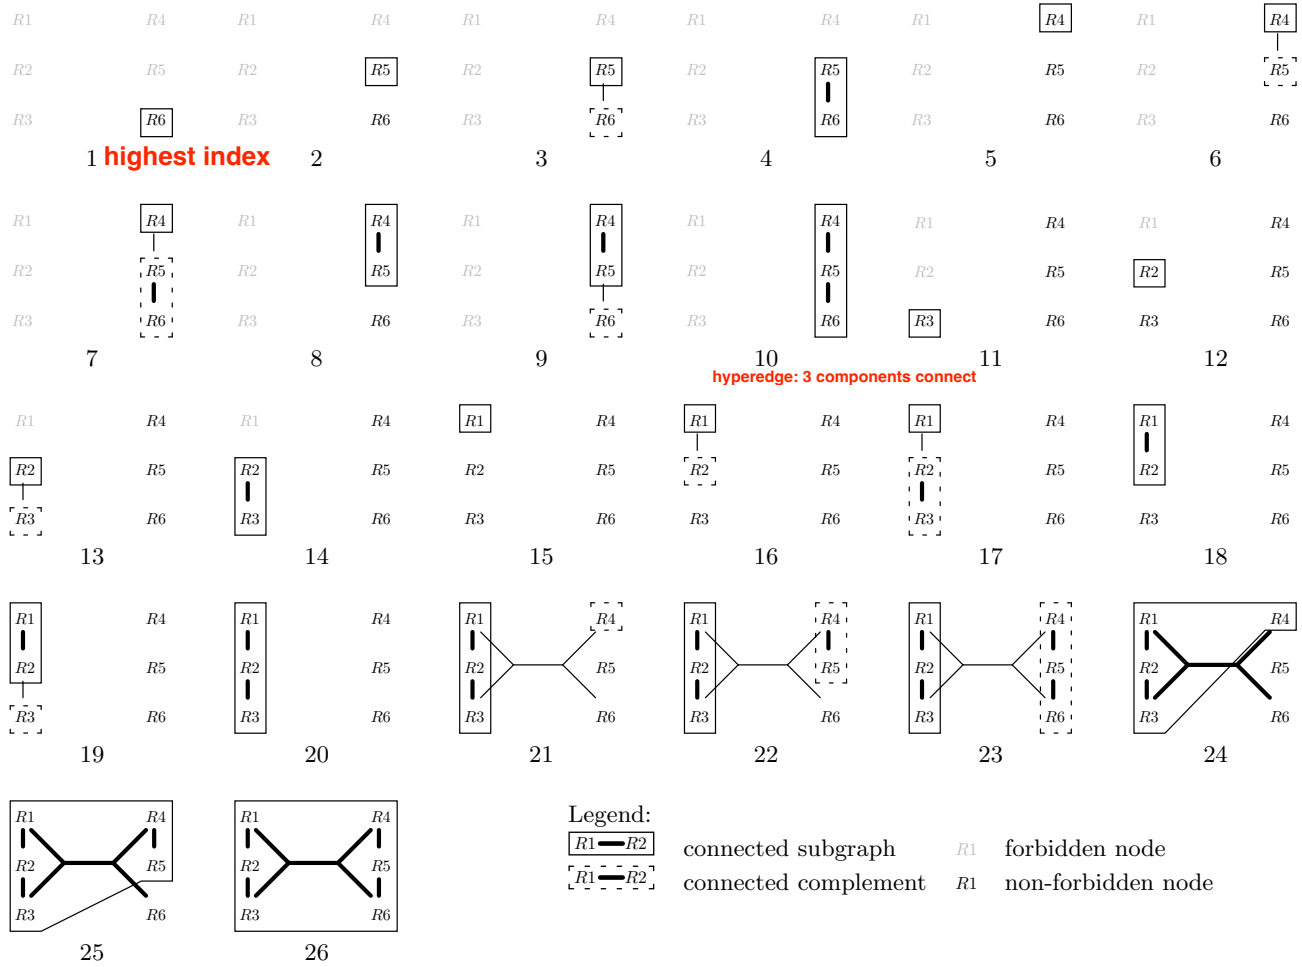 R1 R4 R1 R4 R1 R4 R1 R4 R1 R4 R1 R4
R2 R5 R2 R5 R2 R5 R2 R5 R2 R5 R2 R5
R3 R6 R3 R6 R3 R6 R3 R6 R3 R6 R3 R6
1 highest index 2 3 4 5 6
R1 R4 R1 R4 R1 R4 R1 R4 R1 R4 R1 R4
R2 R5 R2 R5 R2 R5 R2 R5 R2 R5 R2 R5
R3 R6 R3 R6 R3 R6 R3 R6 R3 R6 R3 R6
7 8 9 10 11 12
hyperedge: 3 components connect
R1 R4 R1 R4 R1 R4 R1 R4 R1 R4 R1 R4
R2 R5 R2 R5 R2 R5 R2 R5 R2 R5 R2 R5
R3 R6 R3 R6 R3 R6 R3 R6 R3 R6 R3 R6
13 14 15 16 17 18
R1 R4 R1 R4 R1 R4 R1 R4 R1 R4 R1 R4
R2 R5 R2 R5 R2 R5 R2 R5 R2 R5 R2 R5
R3 R6 R3 R6 R3 R6 R3 R6 R3 R6 R3 R6
19 20 21 22 23 24
R1 R4 R1 R4
R2 R5 R2 R5
R3 R6 R3 R6
25 26
Legend:
R1 R2 connected subgraph R1 forbidden node
R1 R2 connected complement R1 non-forbidden node